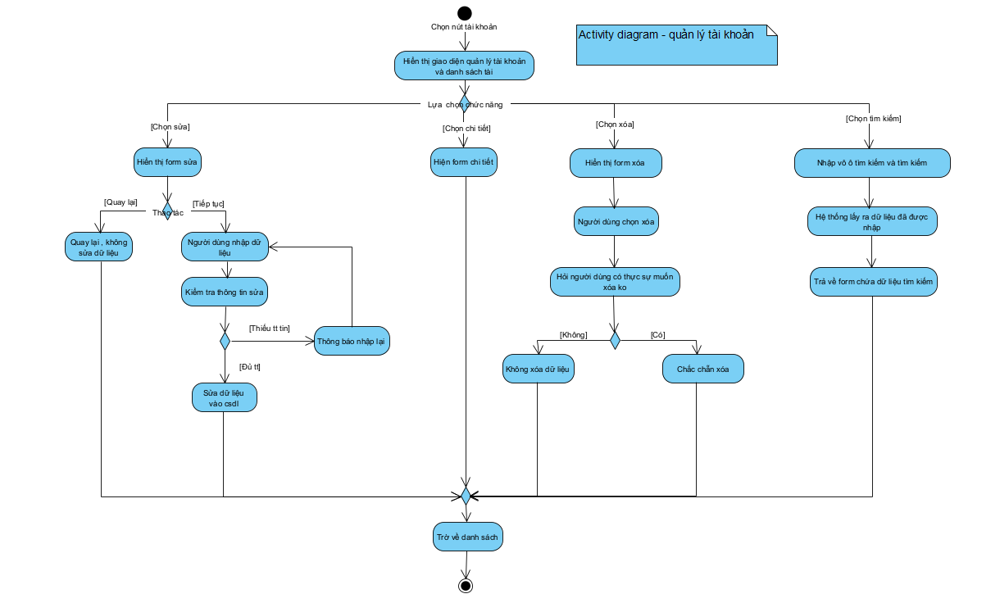 Chọn nút tài khoản
Activity diagram - quản lý tài khoản
Hiển thị giao diện quản lý tài khoản
và danh sách tài
Lựa chọn chức năng
[Chọn sửa]
[Chọn chi tiết]
[Chọn xóa]
[Chọn tìm kiếm]
Hiển thị form sửa
Hiện form chi tiết
Hiển thị form xóa
Nhập vô ô tìm kiếm và tìm kiếm
[Quay lại]
[Tiếp tục]
Thao tác
Quay lại , không
sửa dữ liệu
Người dùng nhập dữ
liệu
Người dùng chọn xóa
Hệ thống lấy ra dữ liệu đã được
nhập
Kiểm tra thông tin sửa
Hỏi người dùng có thực sự muốn
xóa ko
Trả về form chứa dữ liệu tìm kiếm
[Thiếu tt tin]
Thông báo nhập lại
[Không]
[Có]
[Đủ tt]
Không xóa dữ liệu
Chắc chắn xóa
Sửa dữ liệu
vào csdl
Trờ về danh sách